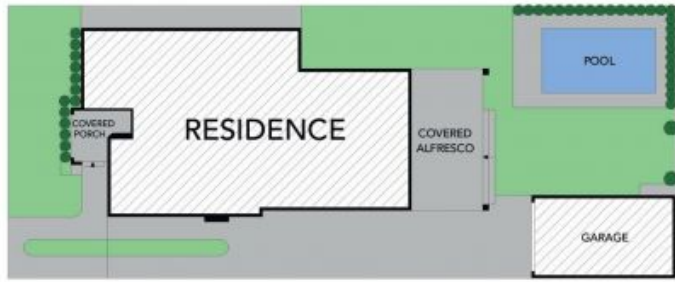 POOL
COVERED
PORCH
RESIDENCE
COVERED
ALFRESCO
GARAGE